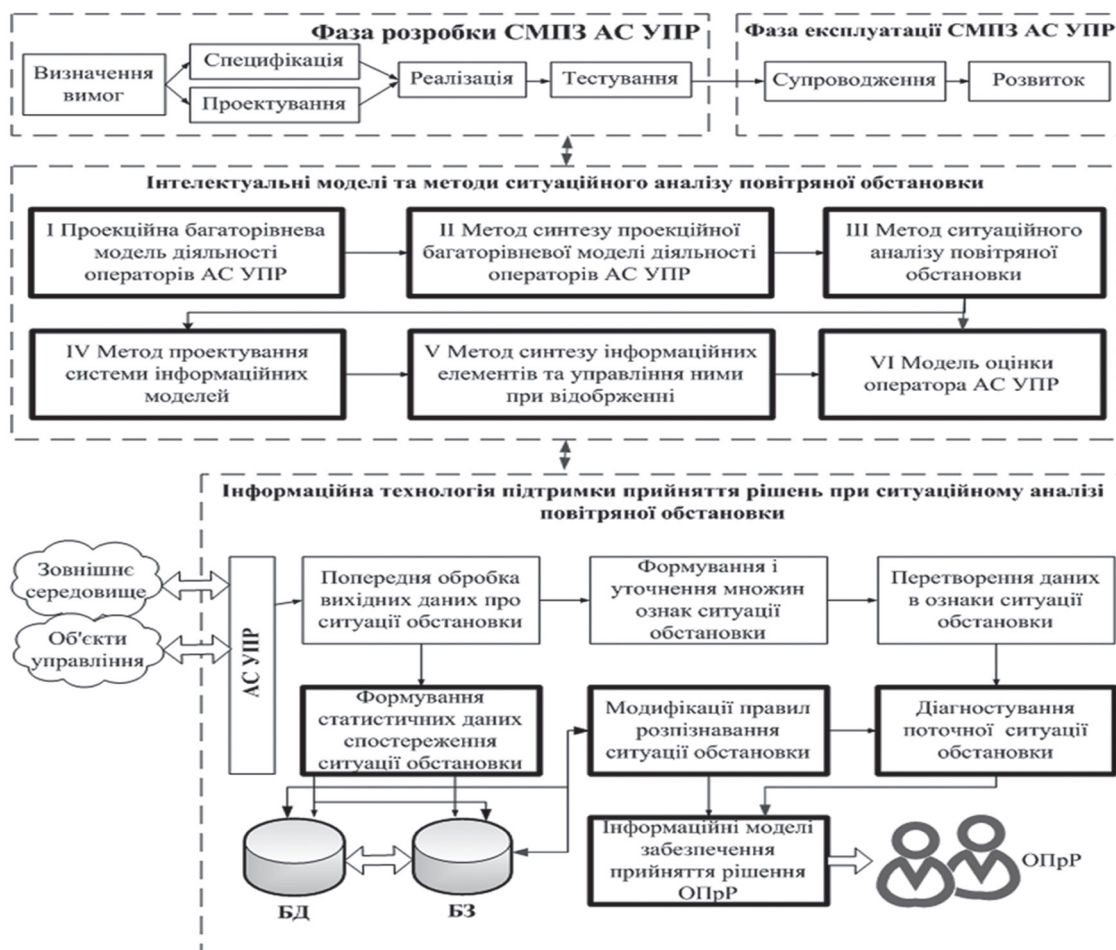 Фаза розробки СМПЗ АС УПР
Визначення
вимог
Специфікація
Проектування
Реалізація
Тестування
Фаза експлуатації СМПЗ АС УПР
Супроводження
Розвиток
Інтелектуальні моделі та методи ситуаційного аналізу повітряної обстановки
І Проекційна багаторівнева
модель діяльності
операторів АС УПР
ІІ Метод синтезу проекційної
багаторівневої моделі діяльності
операторів АС УПР
ІІІ Метод ситуаційного
аналізу повітряної
обстановки
IV Метод проектування
системи інформаційних
моделей
V Метод синтезу інформаційних
елементів та управління ними
при відобрженні
VI Модель оцінки
оператора АС УПР
Інформаційна технологія підтримки прийняття рішень при ситуаційному аналізі
повітряної обстановки
Зовнішнє
середовище
Об'єкти
управління
АС УПР
Попередня обробка
вихідних даних про
ситуації обстановки
Формування і
уточнення множин
ознак ситуації
обстановки
Перетворення даних
в ознаки ситуації
обстановки
Формування
статистичних даних
спостереження
ситуації обстановки
Модифікації правил
розпізнавання
ситуації обстановки
Діагностування
поточної ситуації
обстановки
БД
БЗ
Інформаційні моделі
забезпечення
прийняття рішення
ОПрР
ОПрР